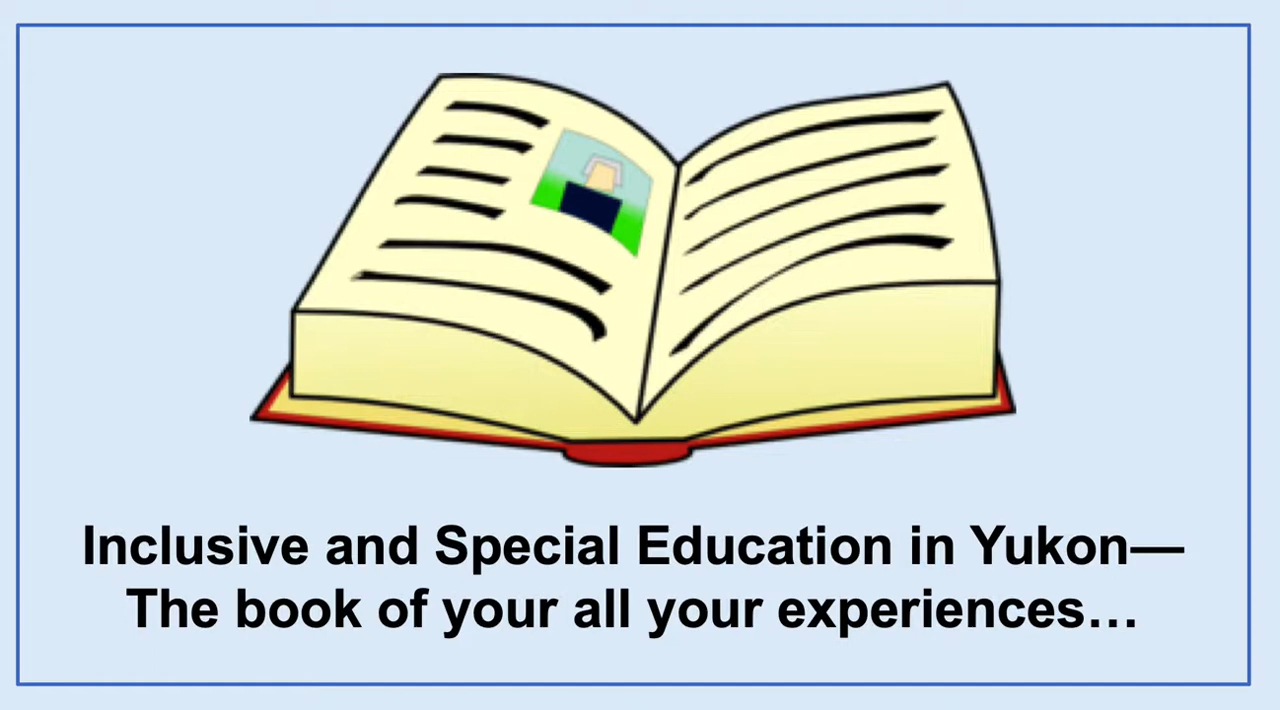 Inclusive and Special Education in Yukon—
The book of your all your experiences…